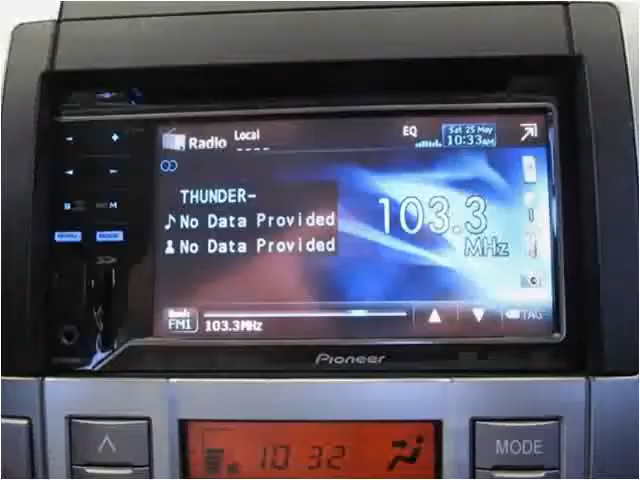 Radio Local
EQ
Sat 25 May
10:33AM
THUNDER-
No Data Provided
No Data Provided
103.3
MHz
Bank
FM1
103.3MHz
TAG
Pioneer
10:32
MODE